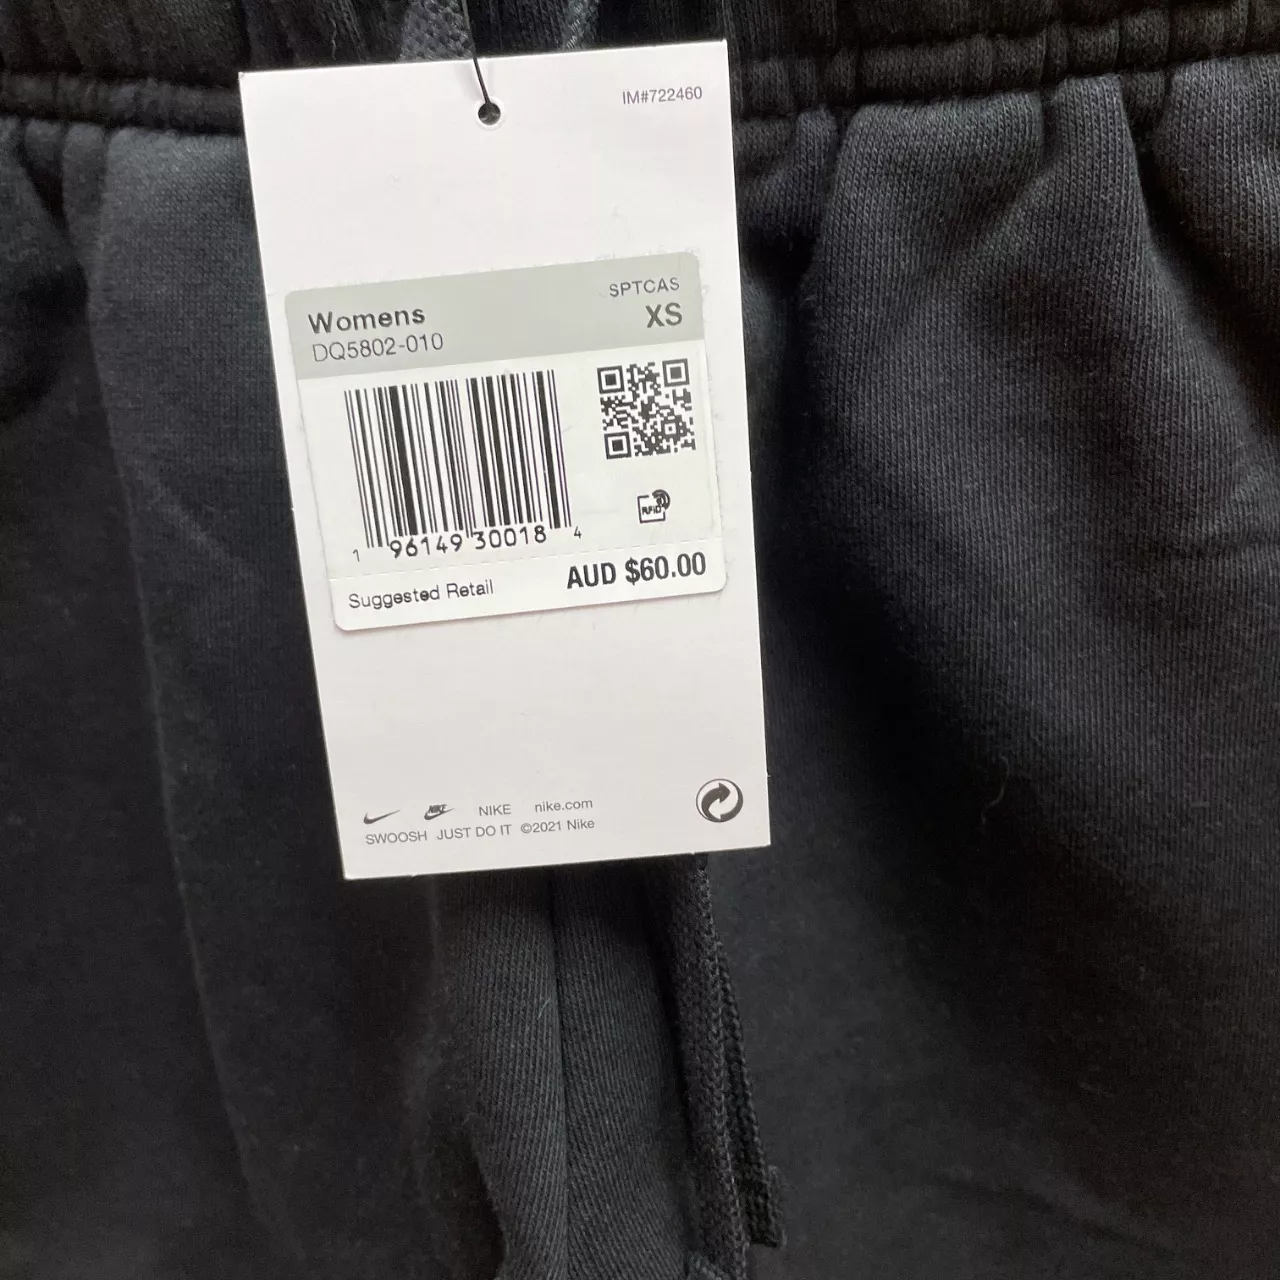 IM#722460
SPTCAS
Womens XS
DQ5802-010
RFID
1 96149 30018 4
Suggested Retail AUD $60.00
NIKE NIKE nike.com
SWOOSH JUST DO IT ©2021 Nike